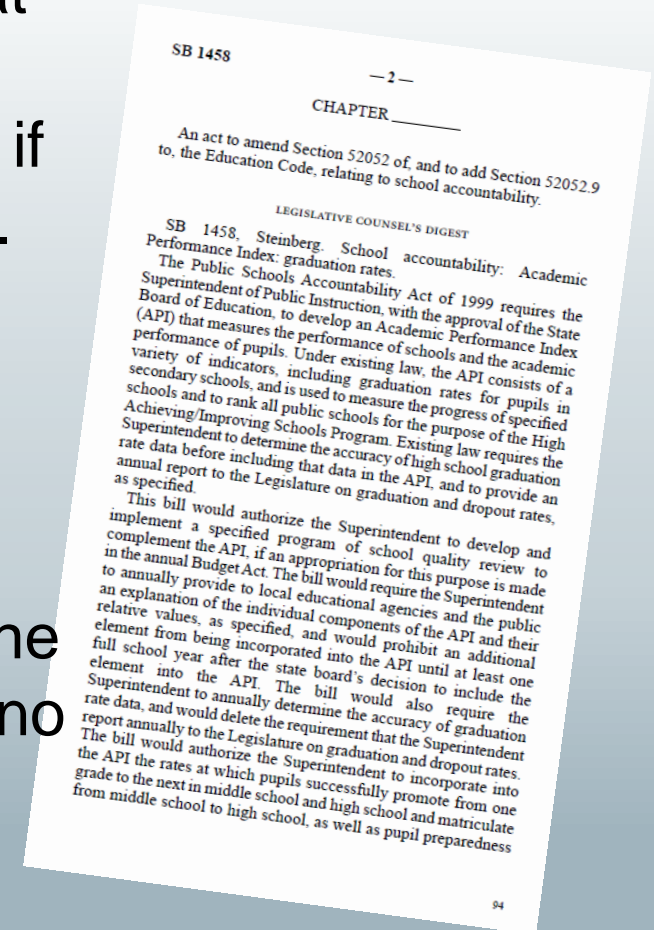 at
if
ne
no
SB 1458
— 2 —
CHAPTER ________
An act to amend Section 52052 of, and to add Section 52052.9
to, the Education Code, relating to school accountability.
LEGISLATIVE COUNSEL'S DIGEST
SB 1458, Steinberg. School accountability: Academic
Performance Index: graduation rates.
The Public Schools Accountability Act of 1999 requires the
Superintendent of Public Instruction, with the approval of the State
Board of Education, to develop an Academic Performance Index
(API) that measures the performance of schools and the academic
performance of pupils. Under existing law, the API consists of a
variety of indicators, including graduation rates for pupils in
secondary schools, and is used to measure the progress of specified
schools and to rank all public schools for the purpose of the High
Achieving/Improving Schools Program. Existing law requires the
Superintendent to determine the accuracy of high school graduation
rate data before including that data in the API, and to provide an
annual report to the Legislature on graduation and dropout rates,
as specified.
This bill would authorize the Superintendent to develop and
implement a specified program of school quality review to
complement the API, if an appropriation for this purpose is made
in the annual Budget Act. The bill would require the Superintendent
to annually provide to local educational agencies and the public
an explanation of the individual components of the API and their
relative values, as specified, and would prohibit an additional
element from being incorporated into the API until at least one
full school year after the state board's decision to include the
element into the API. The bill would also require the
Superintendent to annually determine the accuracy of graduation
rate data, and would delete the requirement that the Superintendent
report annually to the Legislature on graduation and dropout rates.
The bill would authorize the Superintendent to incorporate into
the API the rates at which pupils successfully promote from one
grade to the next in middle school and high school and matriculate
from middle school to high school, as well as pupil preparedness
94